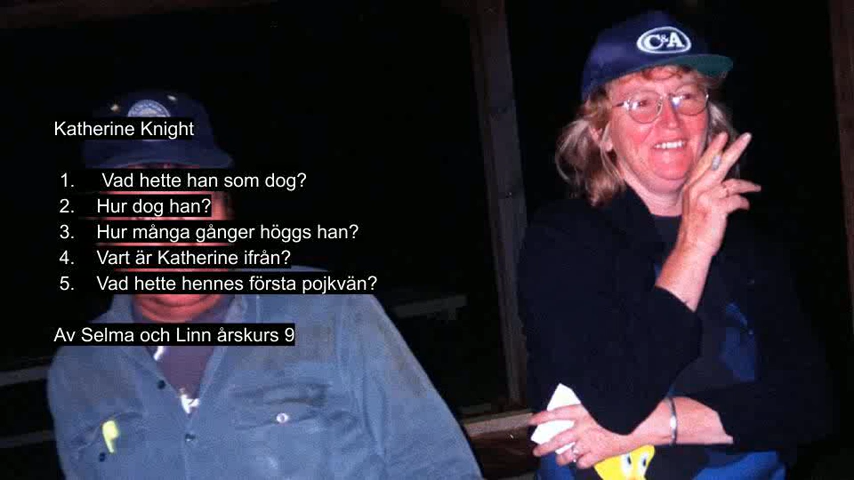 C&A
Katherine Knight
1. Vad hette han som dog?
2. Hur dog han?
3. Hur många gånger höggs han?
4. Vart är Katherine ifrån?
5. Vad hette hennes första pojkvän?
Av Selma och Linn årskurs 9